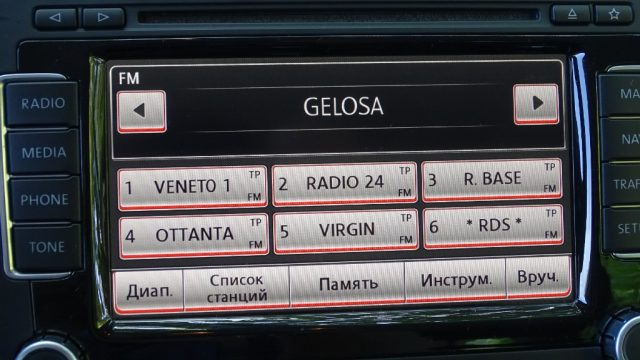 FM
GELOSA
RADIO
MEDIA
PHONE
TONE
1 VENETO 1 TP FM
2 RADIO 24 TP FM
3 R. BASE TP FM
4 OTTANTA TP FM
5 VIRGIN TP FM
6 * RDS * TP FM
Диап.
Список
станций
Память
Инструм.
Вруч.